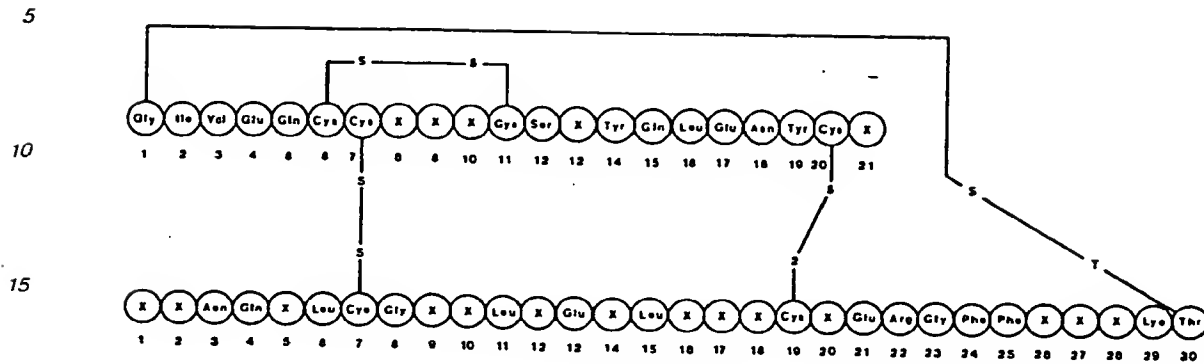 5
S S
Gly Ile Val Glu Gln Cys Cys X X X Cys Ser X Tyr Gln Leu Glu Asn Tyr Cys X
10
1 2 3 4 5 6 7 8 8 10 11 12 12 14 15 16 17 18 19 20 21
S S S
S 2 T
15
X X Asn Gln X Leu Cys Gly X X Leu X Glu X Leu X X X Cys X Glu Arg Gly Phe Phe X X X Lys Thr
1 2 3 4 5 6 7 8 9 10 11 12 12 14 15 16 17 18 19 20 21 22 23 24 25 26 27 28 29 30